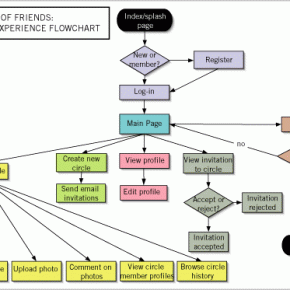 OF FRIENDS:
EXPERIENCE FLOWCHART
Index/splash
page
New or
member?
Register
Log-in
Main Page
no
Create new
circle
View profile
View invitation
to circle
Send email
invitations
Edit profile
Accept or
reject?
Invitation
rejected
Invitation
accepted
Upload photo
Comment on
photos
View circle
member profiles
Browse circle
history